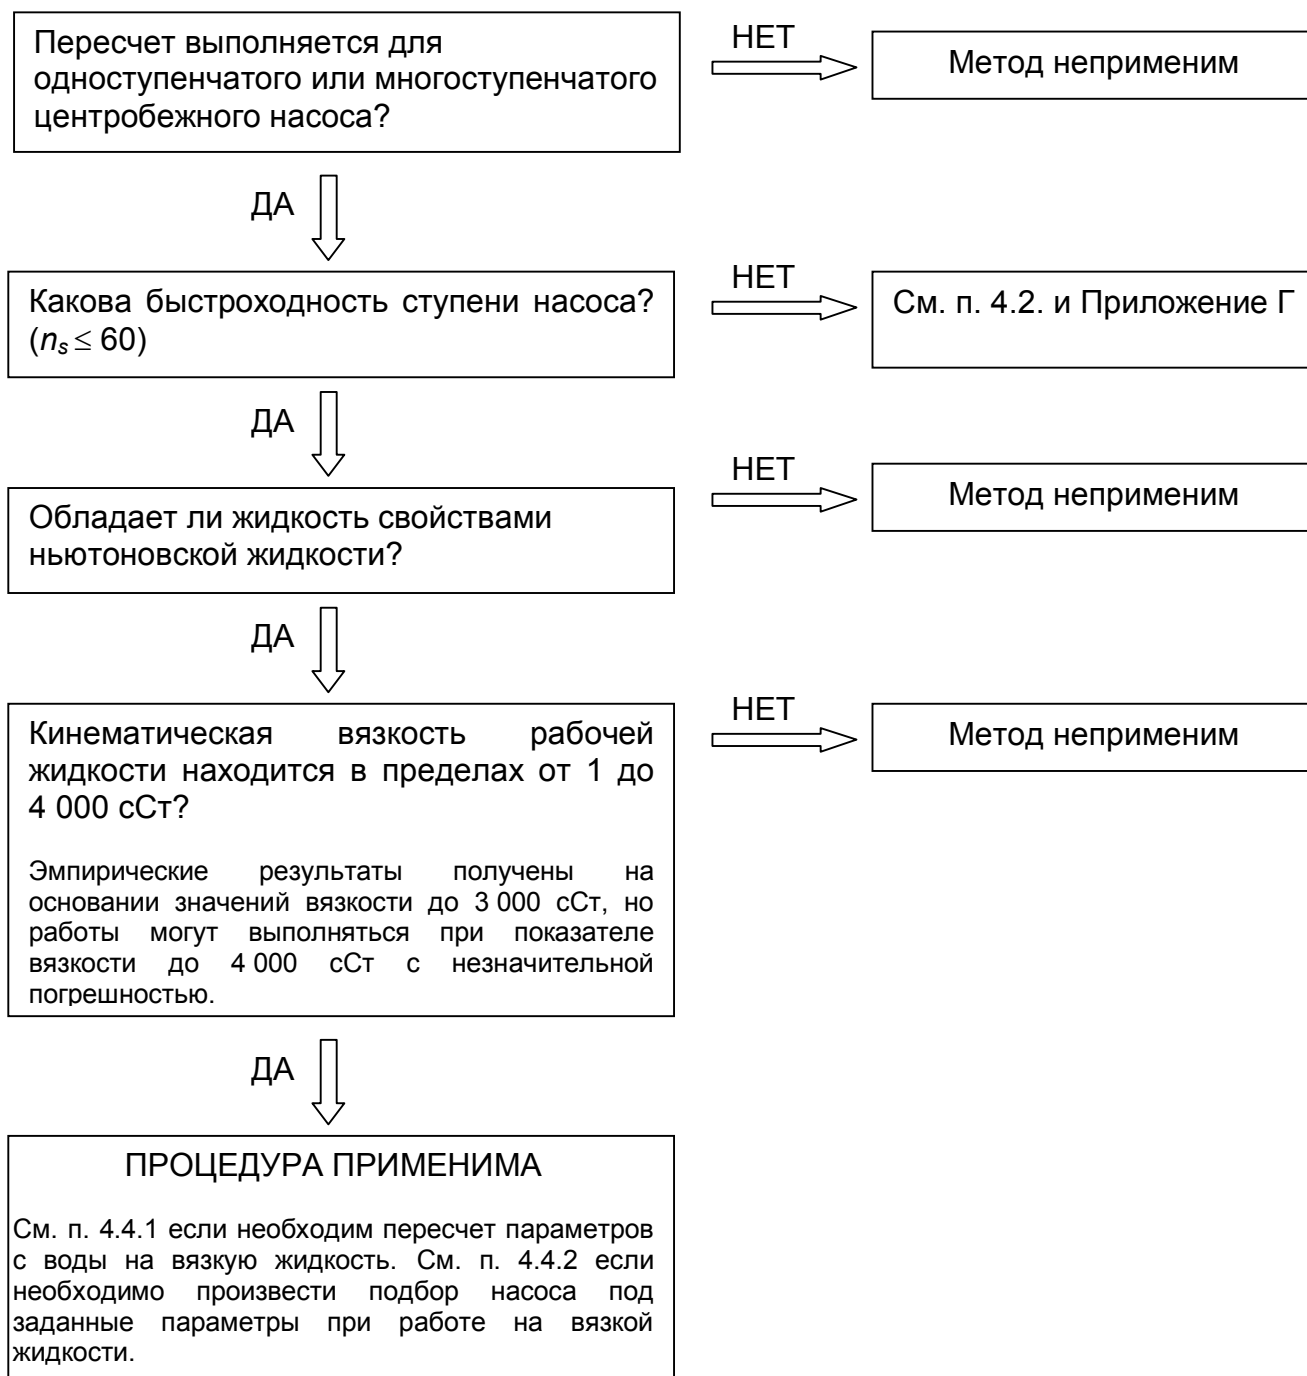 Пересчет выполняется для
одноступенчатого или многоступенчатого
центробежного насоса?
НЕТ
Метод неприменим
ДА
Какова быстроходность ступени насоса?
(nₛ ≤ 60)
НЕТ
См. п. 4.2. и Приложение Г
ДА
Обладает ли жидкость свойствами
ньютоновской жидкости?
НЕТ
Метод неприменим
ДА
Кинематическая вязкость рабочей
жидкости находится в пределах от 1 до
4 000 сСт?
Эмпирические результаты получены на
основании значений вязкости до 3 000 сСт, но
работы могут выполняться при показателе
вязкости до 4 000 сСт с незначительной
погрешностью.
НЕТ
Метод неприменим
ДА
ПРОЦЕДУРА ПРИМЕНИМА
См. п. 4.4.1 если необходим пересчет параметров
с воды на вязкую жидкость. См. п. 4.4.2 если
необходимо произвести подбор насоса под
заданные параметры при работе на вязкой
жидкости.